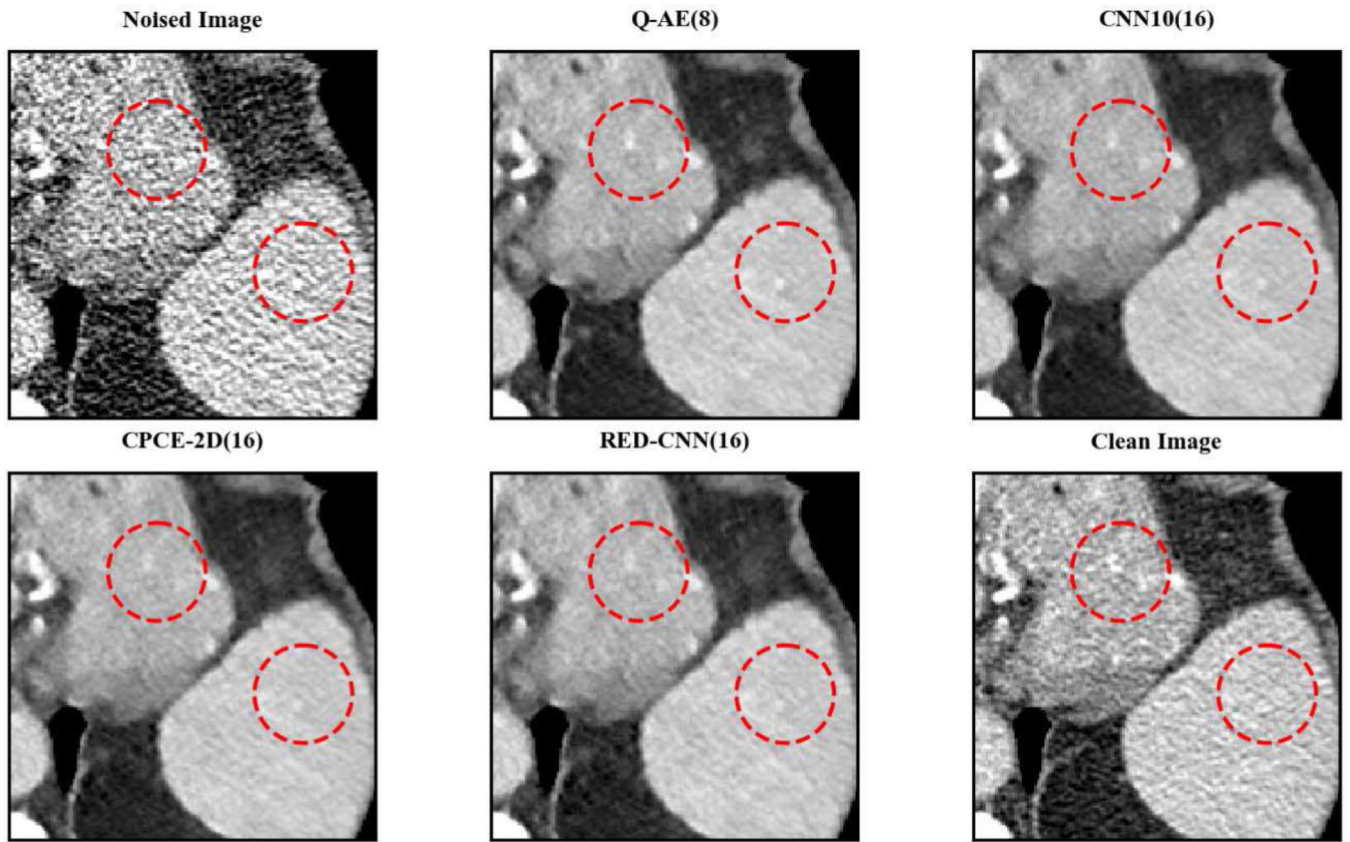 Noised Image
Q-AE(8)
CNN10(16)
CPCE-2D(16)
RED-CNN(16)
Clean Image